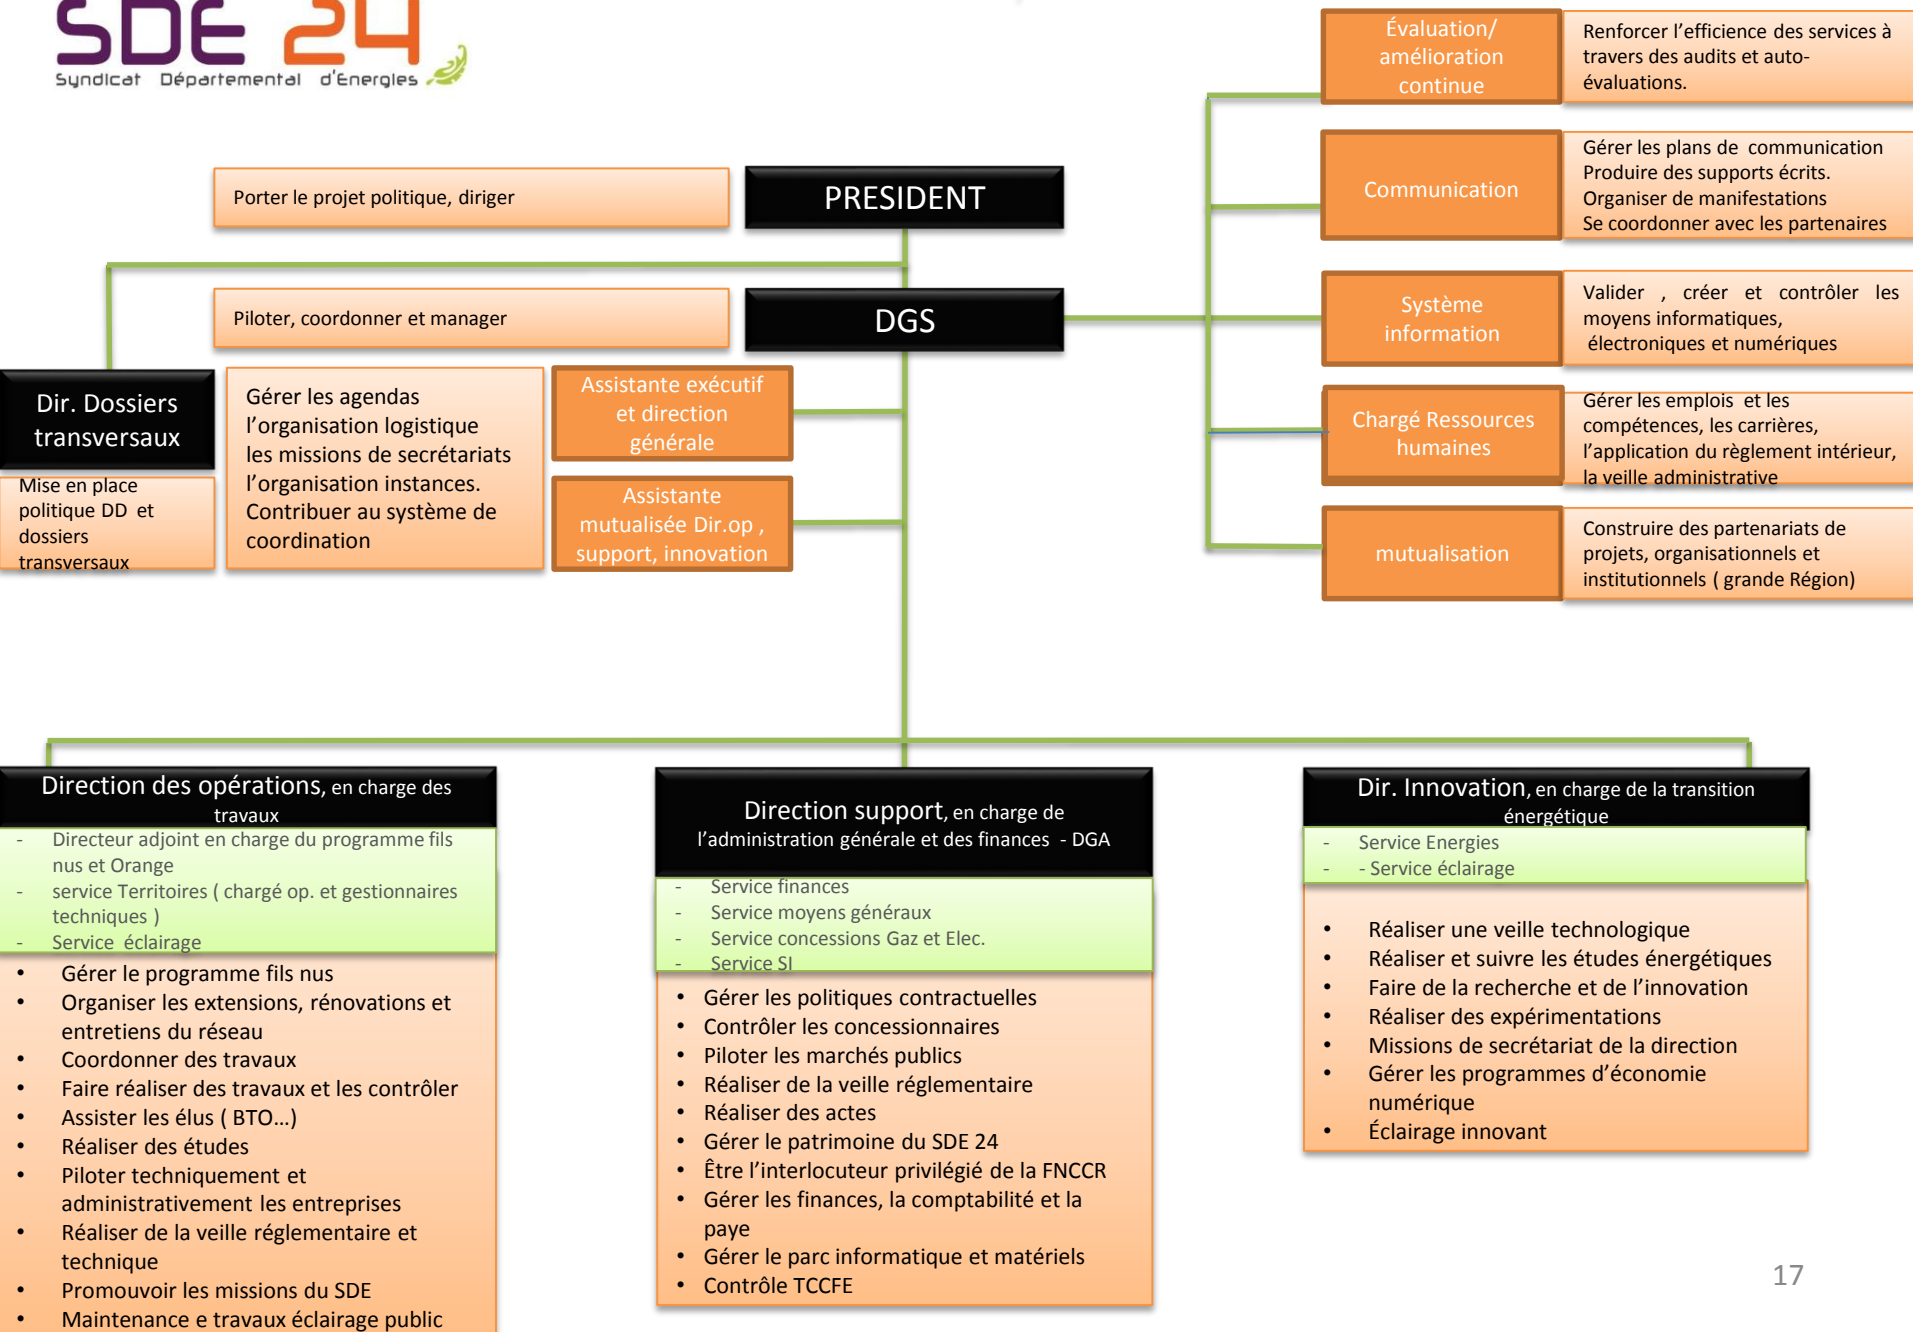 SDE 24
Syndicat Départemental d'Energies
Évaluation/
amélioration
continue
Renforcer l'efficience des services à
travers des audits et auto-
évaluations.
Communication
Gérer les plans de communication
Produire des supports écrits.
Organiser de manifestations
Se coordonner avec les partenaires
Porter le projet politique, diriger
PRESIDENT
Piloter, coordonner et manager
DGS
Système
information
Valider , créer et contrôler les
moyens informatiques,
électroniques et numériques
Dir. Dossiers
transversaux
Mise en place
politique DD et
dossiers
transversaux
Gérer les agendas
l'organisation logistique
les missions de secrétariats
l'organisation instances.
Contribuer au système de
coordination
Assistante exécutif
et direction
générale
Assistante
mutualisée Dir.op ,
support, innovation
Chargé Ressources
humaines
Gérer les emplois et les
compétences, les carrières,
l'application du règlement intérieur,
la veille administrative
mutualisation
Construire des partenariats de
projets, organisationnels et
institutionnels ( grande Région)
Direction des opérations, en charge des
travaux
- Directeur adjoint en charge du programme fils
nus et Orange
- service Territoires ( chargé op. et gestionnaires
techniques )
- Service éclairage
• Gérer le programme fils nus
• Organiser les extensions, rénovations et
entretiens du réseau
• Coordonner des travaux
• Faire réaliser des travaux et les contrôler
• Assister les élus ( BTO…)
• Réaliser des études
• Piloter techniquement et
administrativement les entreprises
• Réaliser de la veille réglementaire et
technique
• Promouvoir les missions du SDE
• Maintenance e travaux éclairage public
Direction support, en charge de
l'administration générale et des finances - DGA
- Service finances
- Service moyens généraux
- Service concessions Gaz et Elec.
- Service SI
• Gérer les politiques contractuelles
• Contrôler les concessionnaires
• Piloter les marchés publics
• Réaliser de la veille réglementaire
• Réaliser des actes
• Gérer le patrimoine du SDE 24
• Être l'interlocuteur privilégié de la FNCCR
• Gérer les finances, la comptabilité et la
paye
• Gérer le parc informatique et matériels
• Contrôle TCCFE
Dir. Innovation, en charge de la transition
énergétique
- Service Energies
- - Service éclairage
• Réaliser une veille technologique
• Réaliser et suivre les études énergétiques
• Faire de la recherche et de l'innovation
• Réaliser des expérimentations
• Missions de secrétariat de la direction
• Gérer les programmes d'économie
numérique
• Éclairage innovant
17